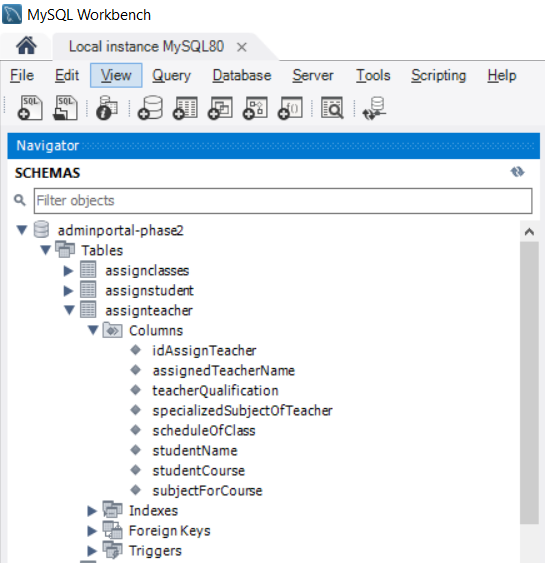 MySQL Workbench
Local instance MySQL80
File Edit View Query Database Server Tools Scripting Help
SQL SQL
Navigator
SCHEMAS
Filter objects
adminportal-phase2
Tables
assignclasses
assignstudent
assignteacher
Columns
idAssignTeacher
assignedTeacherName
teacherQualification
specializedSubjectOfTeacher
scheduleOfClass
studentName
studentCourse
subjectForCourse
Indexes
Foreign Keys
Triggers